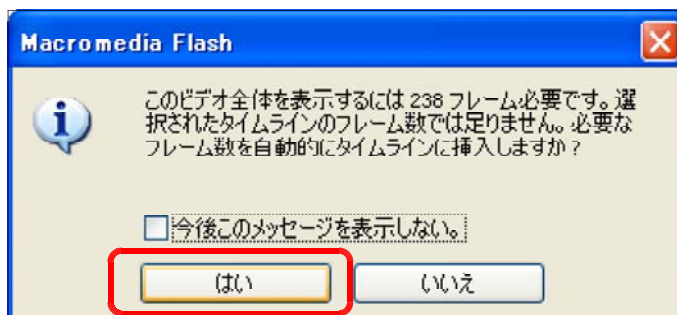 Macromedia Flash
このビデオ全体を表示するには 238 フレーム必要です。選
択されたタイムラインのフレーム数では足りません。必要な
フレーム数を自動的にタイムラインに挿入しますか？
今後このメッセージを表示しない。
はい
いいえ